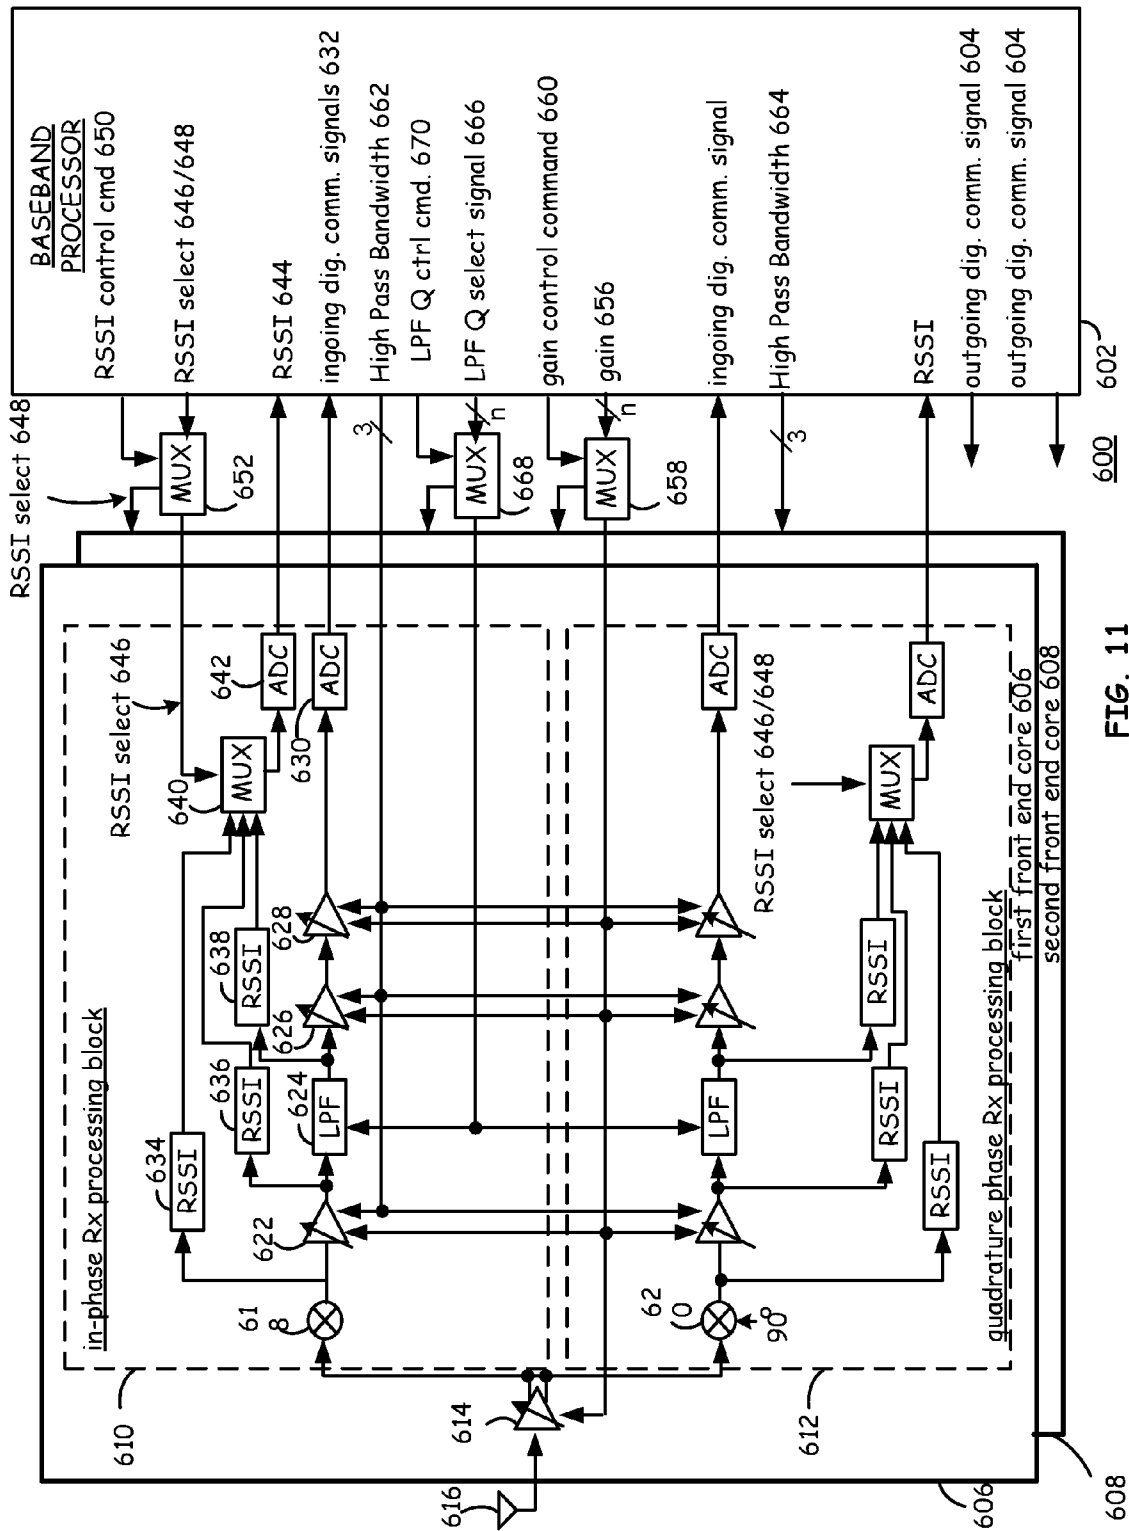 BASEBAND
PROCESSOR
RSSI control cmd 650
RSSI select 646/648
RSSI 644
ingoing dig. comm. signals 632
High Pass Bandwidth 662
LPF Q ctrl cmd. 670
LPF Q select signal 666
gain control command 660
gain 656
ingoing dig. comm. signal
High Pass Bandwidth 664
RSSI
outgoing dig. comm. signal 604
outgoing dig. comm. signal 604
602
600
RSSI select 648
MUX
652
3
n
MUX
668
n
MUX
658
3
RSSI select 646
642
ADC
ADC
630
640
MUX
638
RSSI
628
626
636
RSSI
624
LPF
634
RSSI
622
61
8
in-phase Rx processing block
610
ADC
RSSI select 646/648
MUX
ADC
RSSI
LPF
RSSI
RSSI
62
0
90°
quadrature phase Rx processing block
612
614
616
first front end core 606
second front end core 608
606
608
FIG. 11